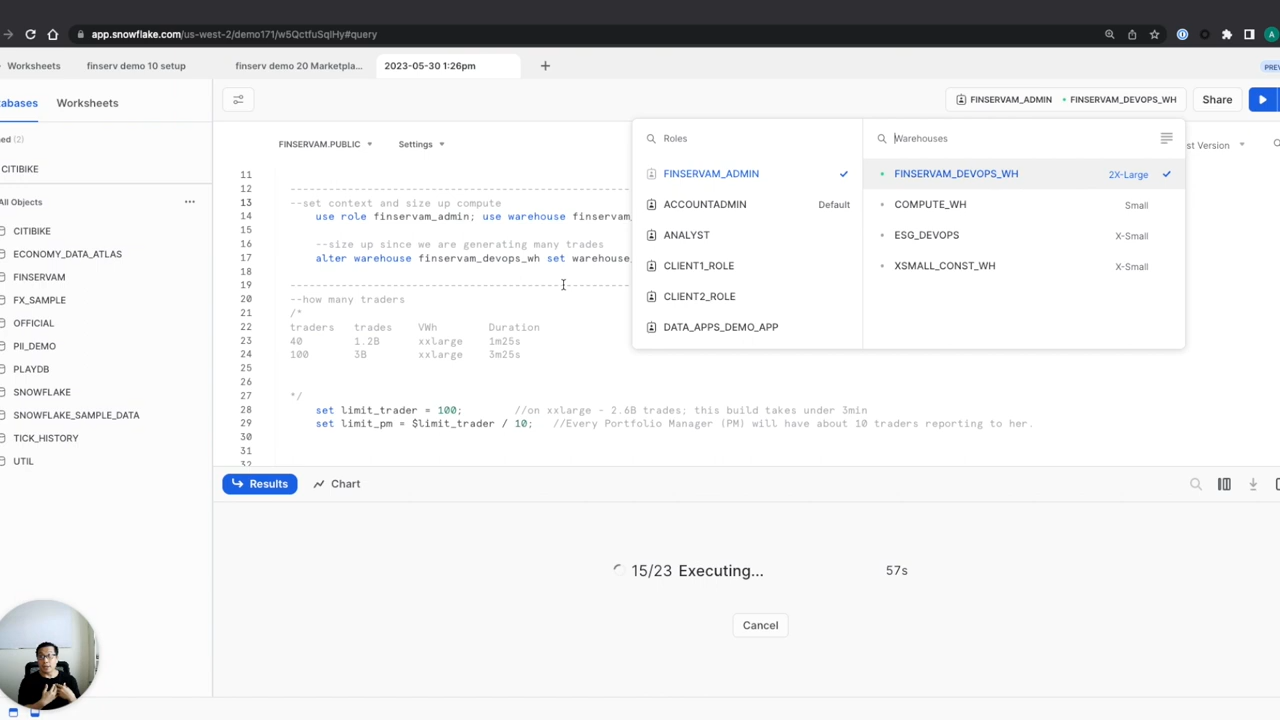 app.snowflake.com/us-west-2/demo171/w5QctfuSqlHy#query
Worksheets
finserv demo 10 setup
finserv demo 20 Marketpla...
2023-05-30 1:26pm
abases
Worksheets
FINSERVAM_ADMIN
FINSERVAM_DEVOPS_WH
Share
CITIBIKE
All Objects
CITIBIKE
ECONOMY_DATA_ATLAS
FINSERVAM
FX_SAMPLE
OFFICIAL
PII_DEMO
PLAYDB
SNOWFLAKE
SNOWFLAKE_SAMPLE_DATA
TICK_HISTORY
UTIL
FINSERVAM.PUBLIC
Settings
st Version
Roles
FINSERVAM_ADMIN
ACCOUNTADMIN Default
ANALYST
CLIENT1_ROLE
CLIENT2_ROLE
DATA_APPS_DEMO_APP
Warehouses
FINSERVAM_DEVOPS_WH 2X-Large
COMPUTE_WH Small
ESG_DEVOPS X-Small
XSMALL_CONST_WH X-Small
11
12 --------------------------------------------------
13 --set context and size up compute
14 use role finservam_admin; use warehouse finservam_
15
16 --size up since we are generating many trades
17 alter warehouse finservam_devops_wh set warehouse_
18
19 --------------------------------------------------
20 --how many traders
21 /*
22 traders trades VWh Duration
23 40 1.2B xxlarge 1m25s
24 100 3B xxlarge 3m25s
25
26
27 */
28 set limit_trader = 100; //on xxlarge - 2.6B trades; this build takes under 3min
29 set limit_pm = $limit_trader / 10; //Every Portfolio Manager (PM) will have about 10 traders reporting to her.
30
31
32
Results
Chart
15/23 Executing... 57s
Cancel